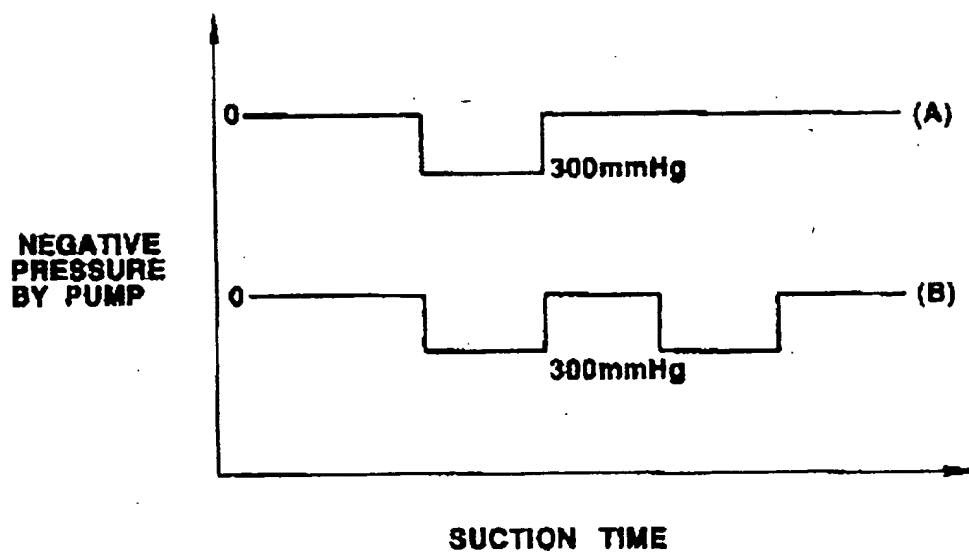 0
(A)
300mmHg
NEGATIVE
PRESSURE
BY PUMP
0
(B)
300mmHg
SUCTION TIME